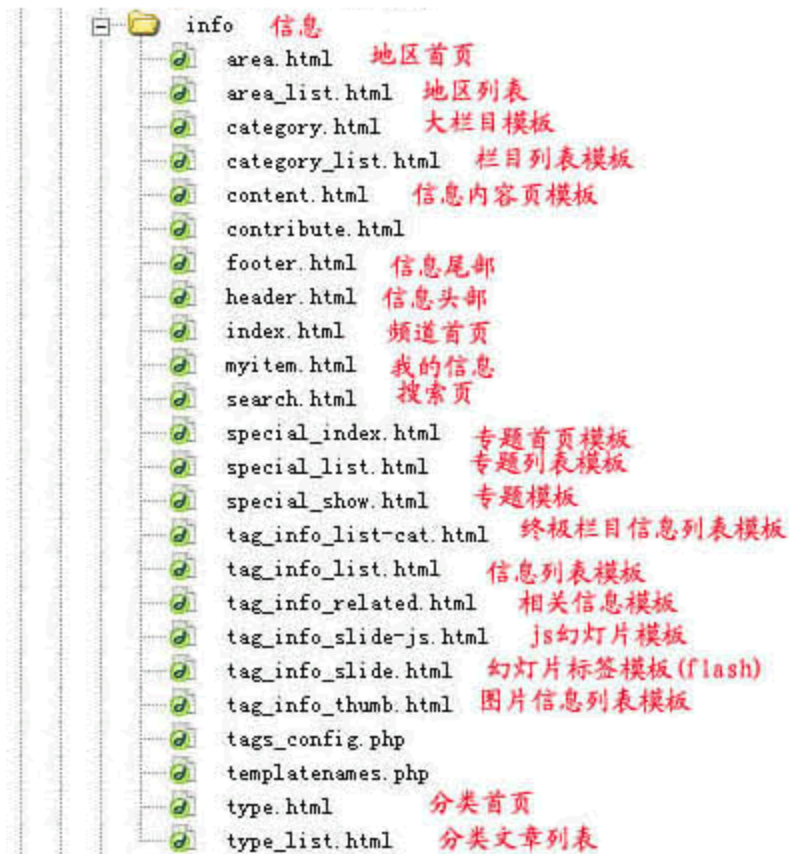 info 信息
area.html 地区首页
area_list.html 地区列表
category.html 大栏目模板
category_list.html 栏目列表模板
content.html 信息内容页模板
contribute.html
footer.html 信息尾部
header.html 信息头部
index.html 频道首页
myitem.html 我的信息
search.html 搜索页
special_index.html 专题首页模板
special_list.html 专题列表模板
special_show.html 专题模板
tag_info_list-cat.html 终极栏目信息列表模板
tag_info_list.html 信息列表模板
tag_info_related.html 相关信息模板
tag_info_slide-js.html js幻灯片模板
tag_info_slide.html 幻灯片标签模板(flash)
tag_info_thumb.html 图片信息列表模板
tags_config.php
templatenames.php
type.html 分类首页
type_list.html 分类文章列表